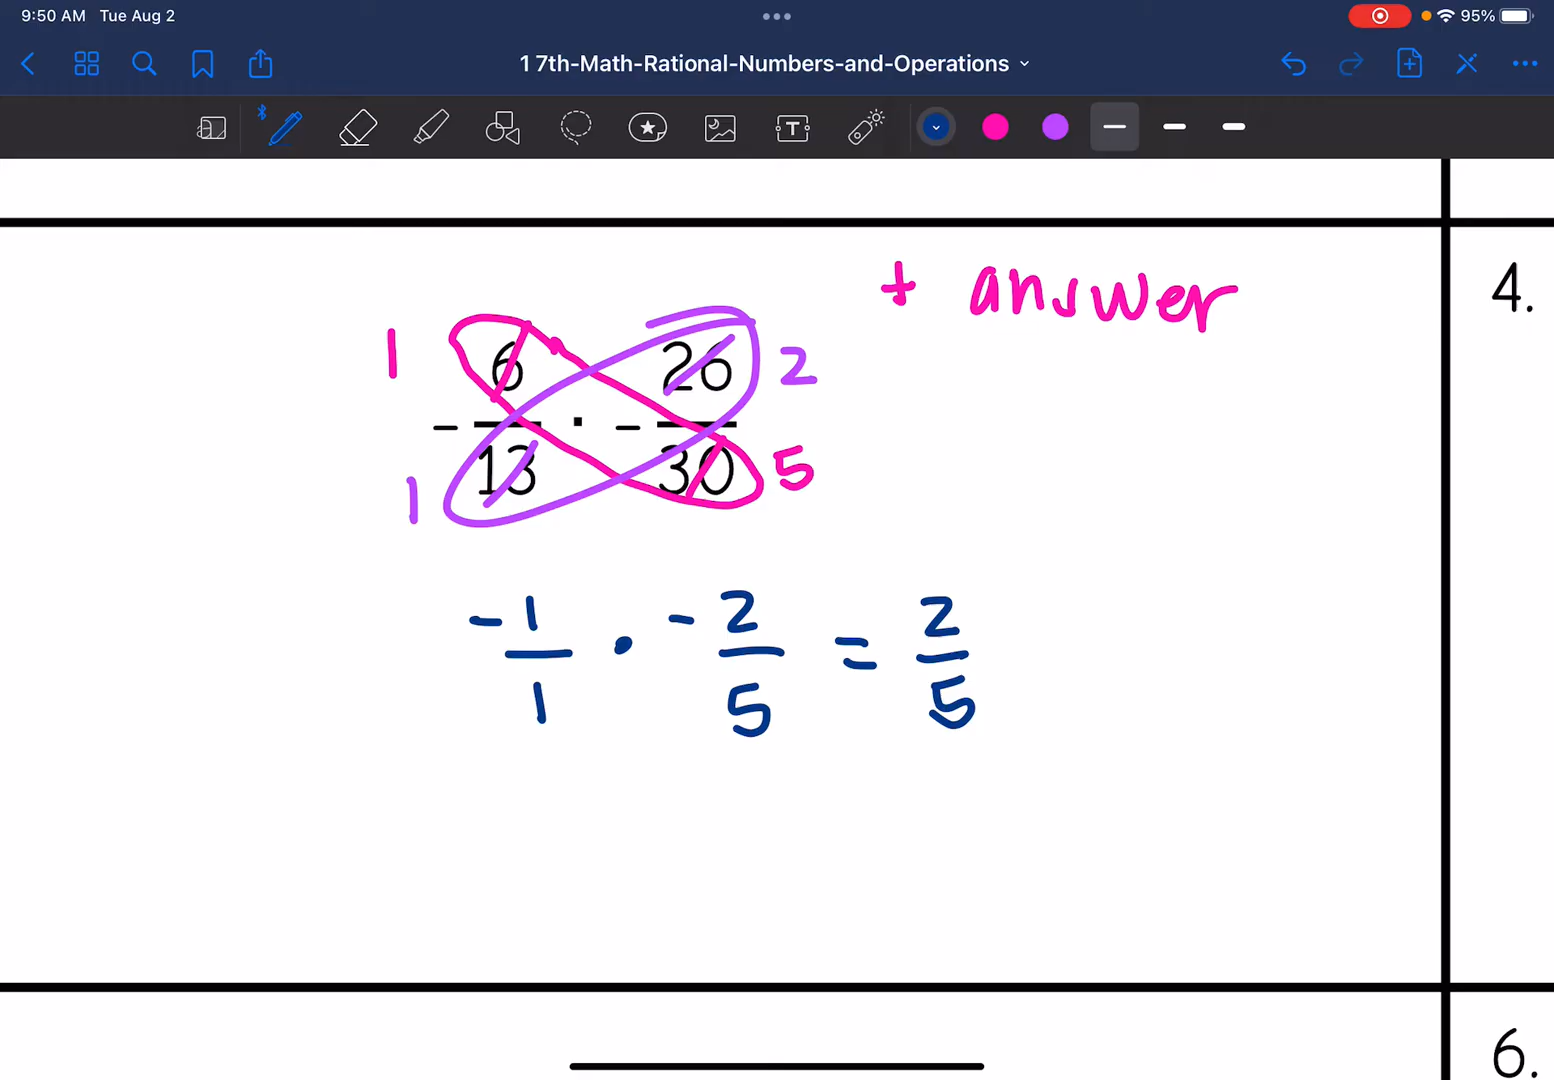 9:50 AM Tue Aug 2
95%
1 7th-Math-Rational-Numbers-and-Operations
T
+ answer
4.
1 6 26 2
- · -
1 13 30 5
-1 · -2 = 2
1 5 5
6.